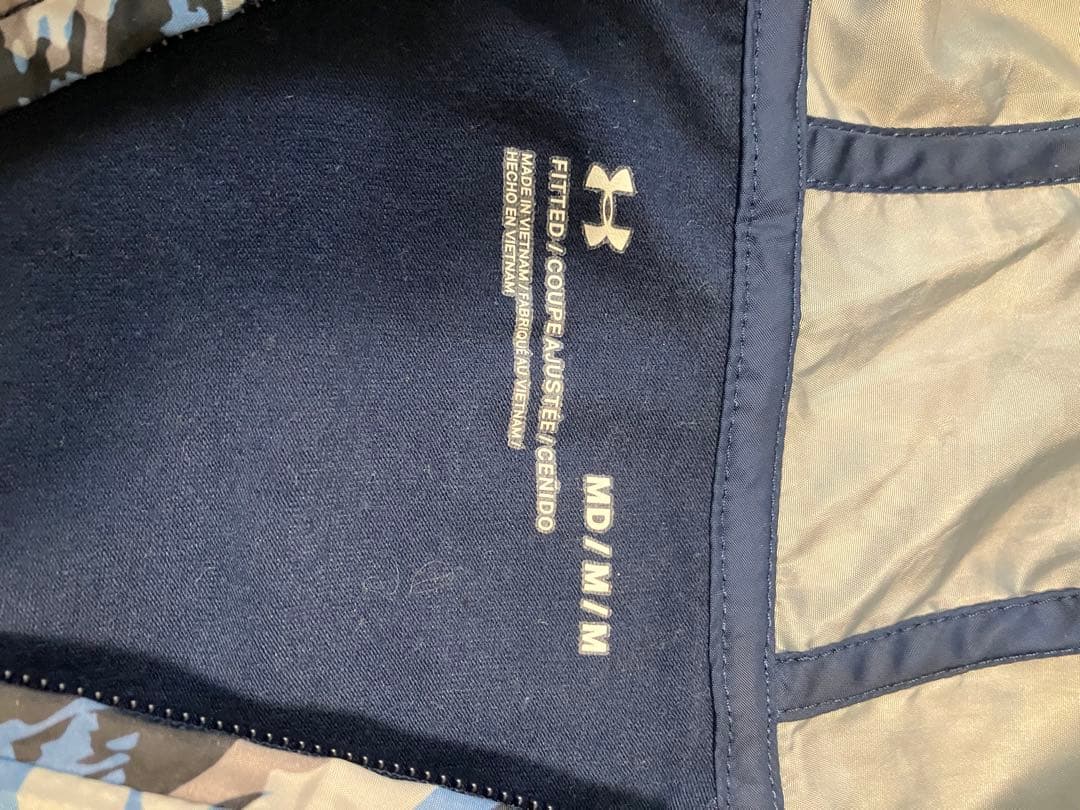 MD / M / M
FITTED / COUPE AJUSTÉE / CEÑIDO
MADE IN VIETNAM / FABRIQUÉ AU VIETNAM /
HECHO EN VIETNAM